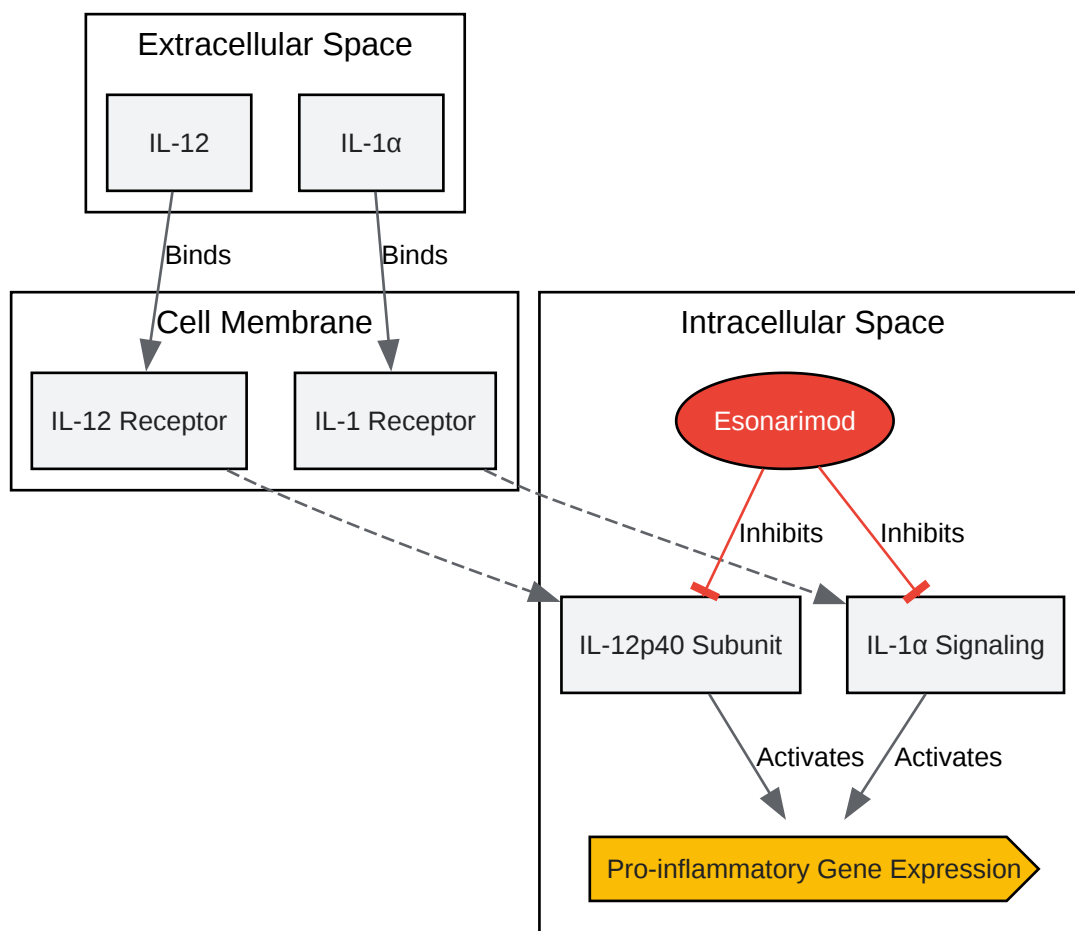 Extracellular Space
IL-12
IL-1α
Binds
Binds
Cell Membrane
IL-12 Receptor
IL-1 Receptor
Intracellular Space
Esonarimod
Inhibits
Inhibits
IL-12p40 Subunit
IL-1α Signaling
Activates
Activates
Pro-inflammatory Gene Expression